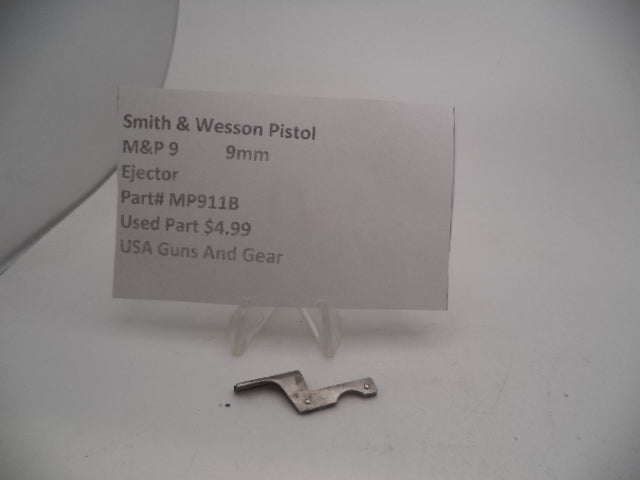 Smith & Wesson Pistol
M&P 9 9mm
Ejector
Part# MP911B
Used Part $4.99
USA Guns And Gear